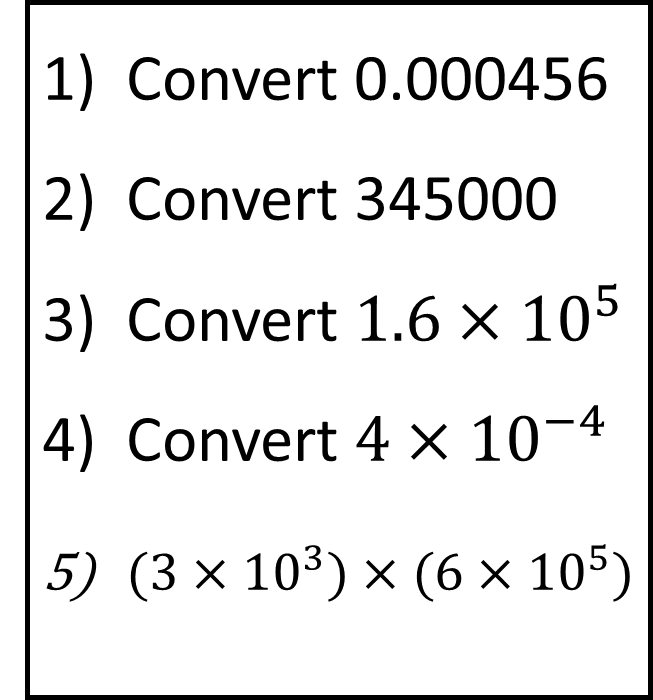 1) Convert 0.000456
2) Convert 345000
3) Convert 1.6 × 10⁵
4) Convert 4 × 10⁻⁴
5) (3 × 10³) × (6 × 10⁵)